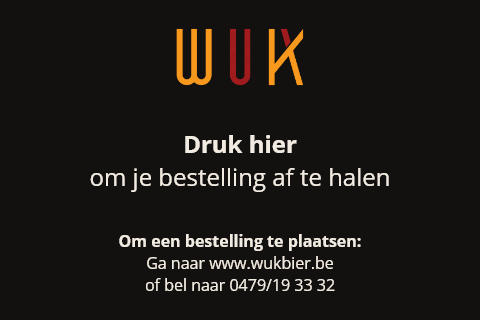 WUK
Druk hier
om je bestelling af te halen
Om een bestelling te plaatsen:
Ga naar www.wukbier.be
of bel naar 0479/19 33 32